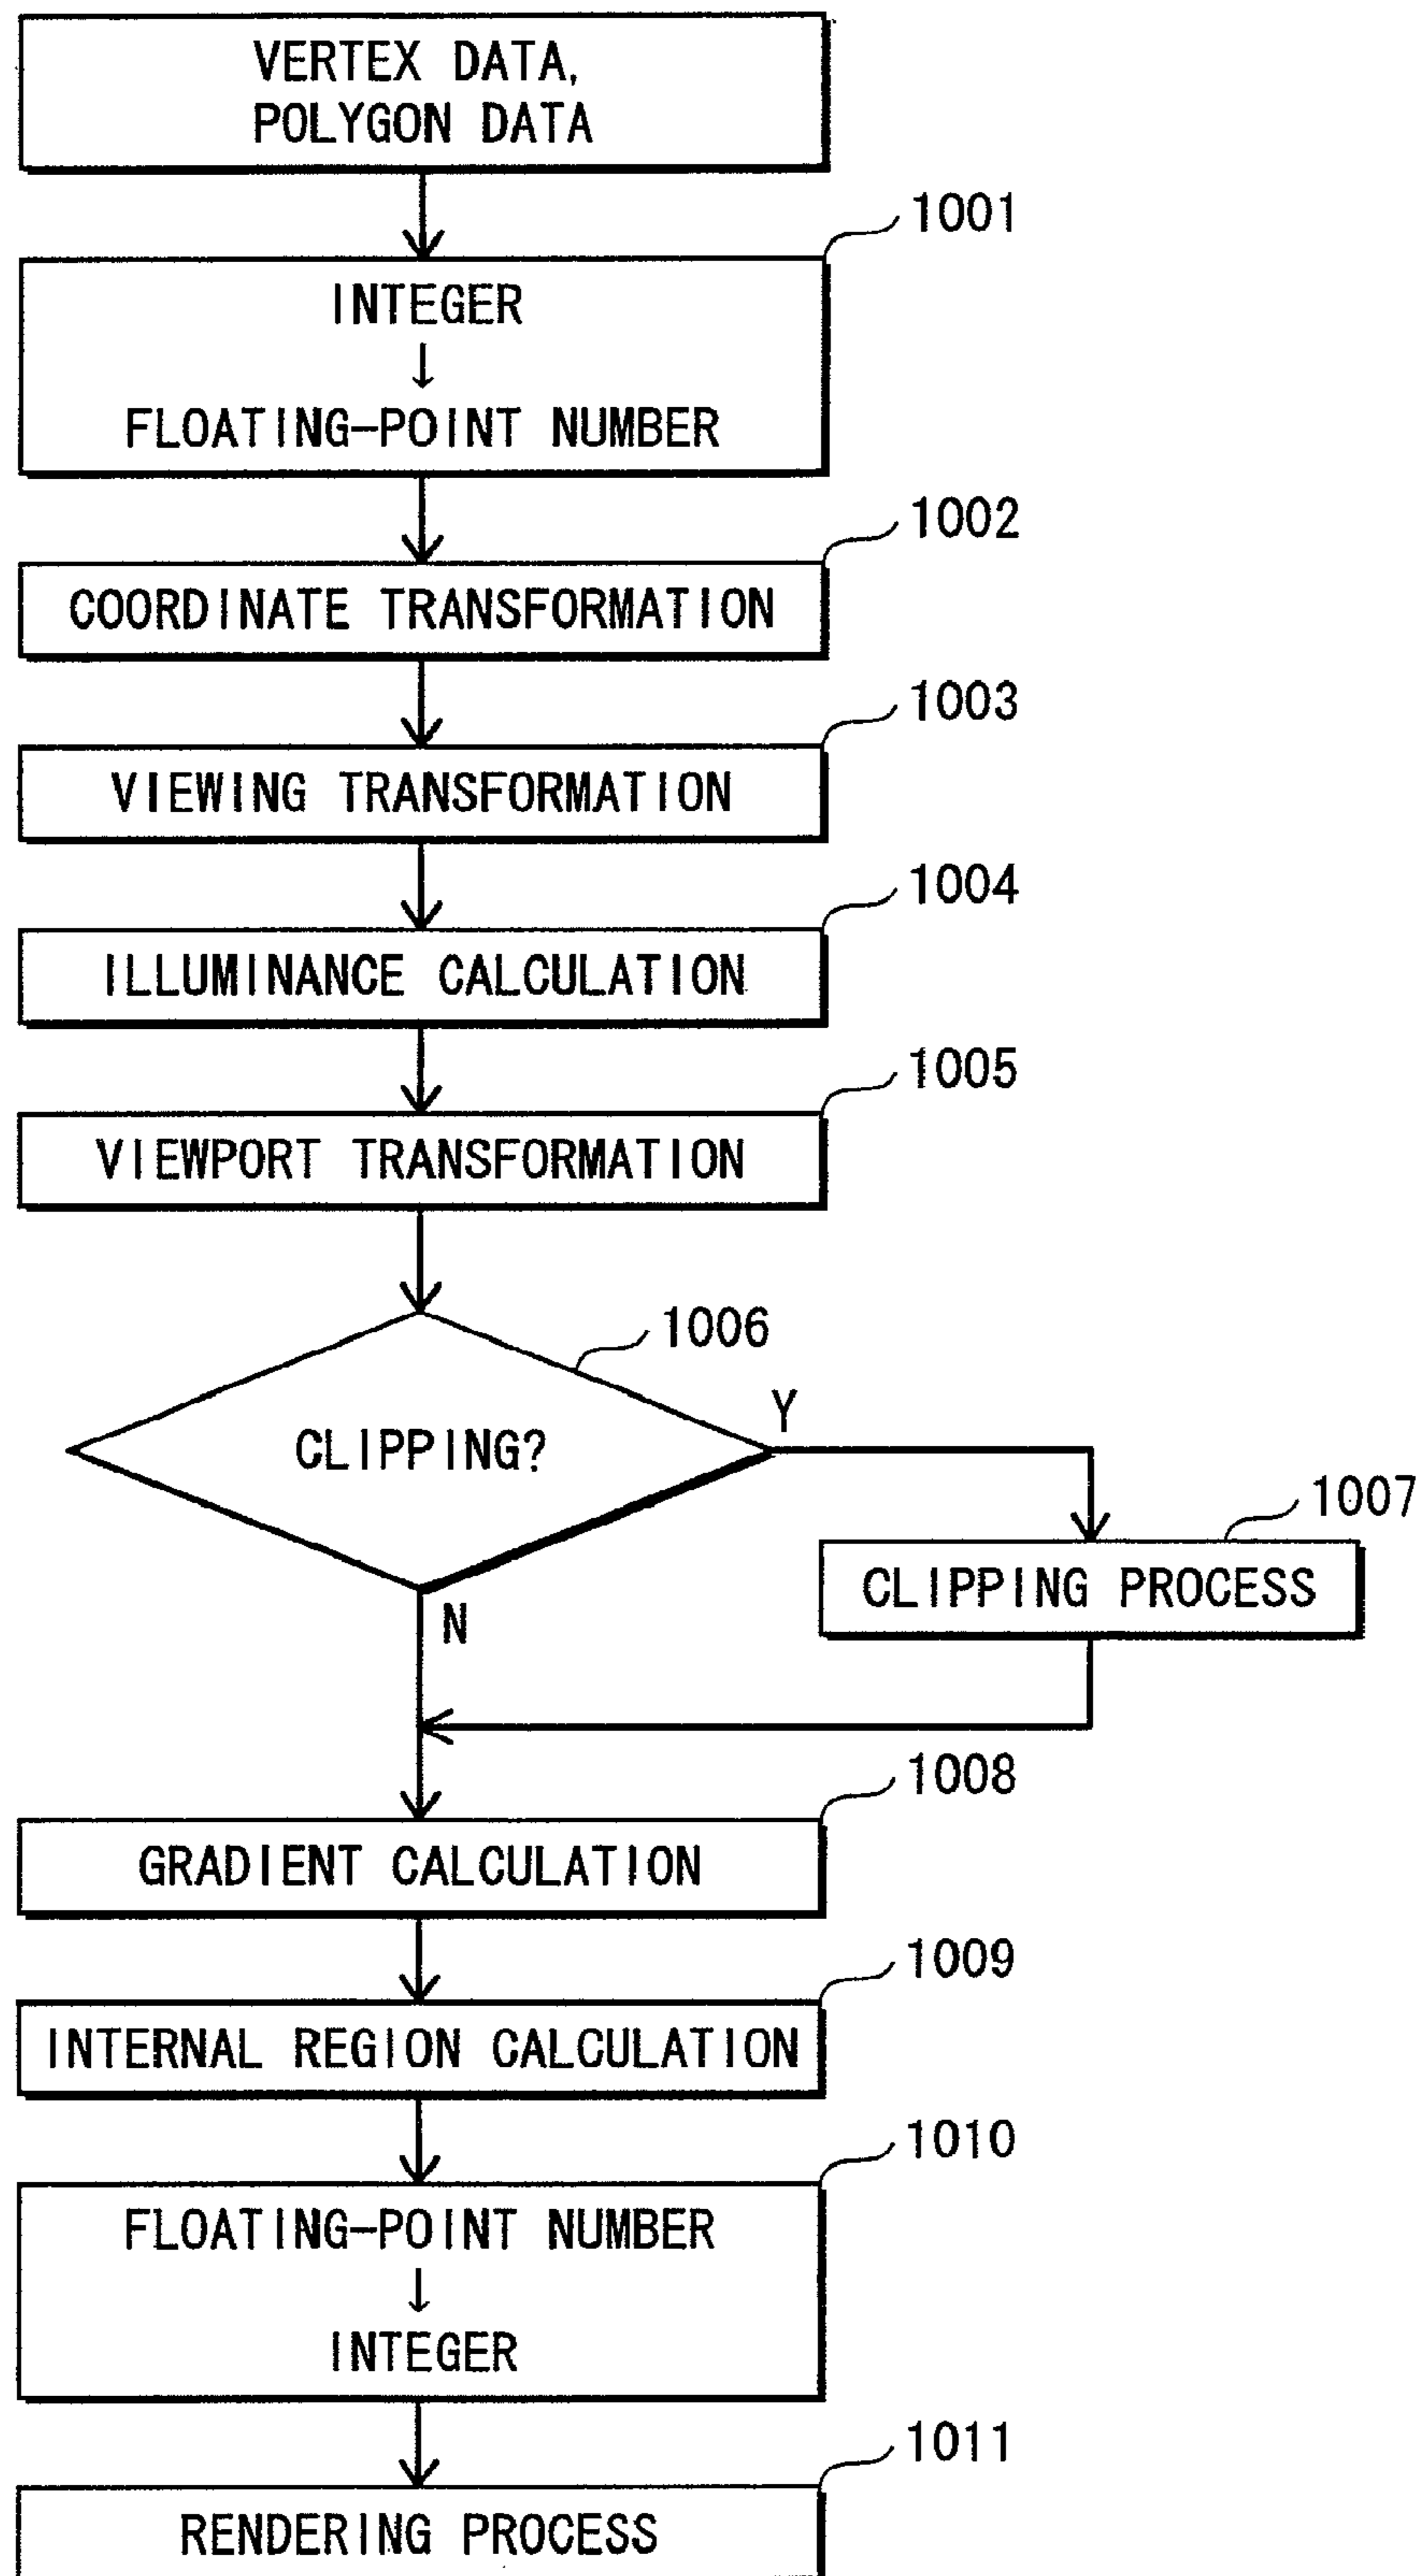 VERTEX DATA,
POLYGON DATA
1001
INTEGER
↓
FLOATING-POINT NUMBER
1002
COORDINATE TRANSFORMATION
1003
VIEWING TRANSFORMATION
1004
ILLUMINANCE CALCULATION
1005
VIEWPORT TRANSFORMATION
1006
CLIPPING?
Y
1007
CLIPPING PROCESS
N
1008
GRADIENT CALCULATION
1009
INTERNAL REGION CALCULATION
1010
FLOATING-POINT NUMBER
↓
INTEGER
1011
RENDERING PROCESS